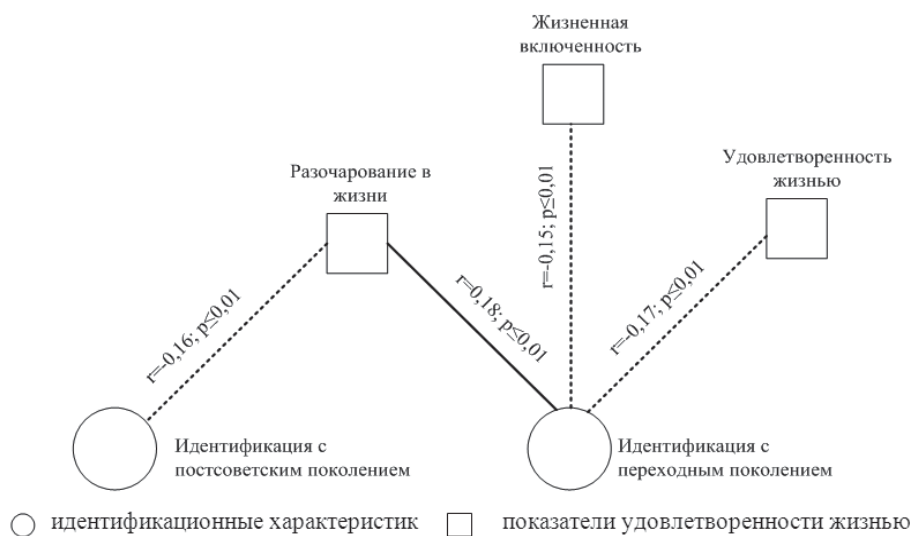 Жизненная
включенность
Удовлетворенность
жизнью
Разочарование в
жизни
r=-0,16; p≤0,01
r=0,18; p≤0,01
r=-0,15; p≤0,01
r=-0,17; p≤0,01
Идентификация с
постсоветским поколением
Идентификация с
переходным поколением
идентификационные характеристик
показатели удовлетворенности жизнью